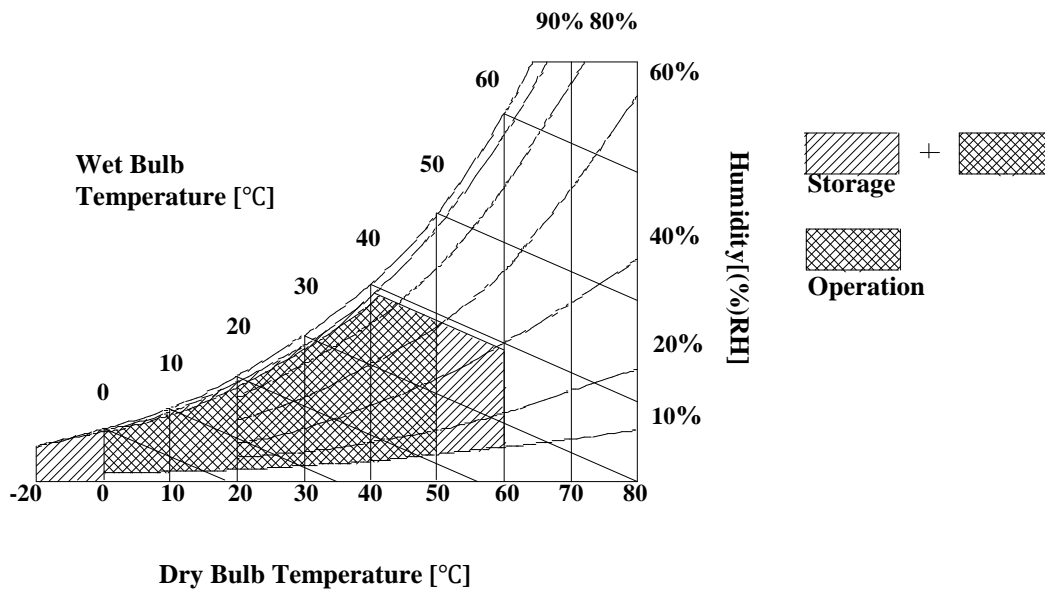 90% 80%
60
60%
50
Wet Bulb
Temperature [°C]
Humidity[(%)RH]
+
Storage
40
40%
30
20
Operation
20%
10
0
10%
-20 0 10 20 30 40 50 60 70 80
Dry Bulb Temperature [°C]